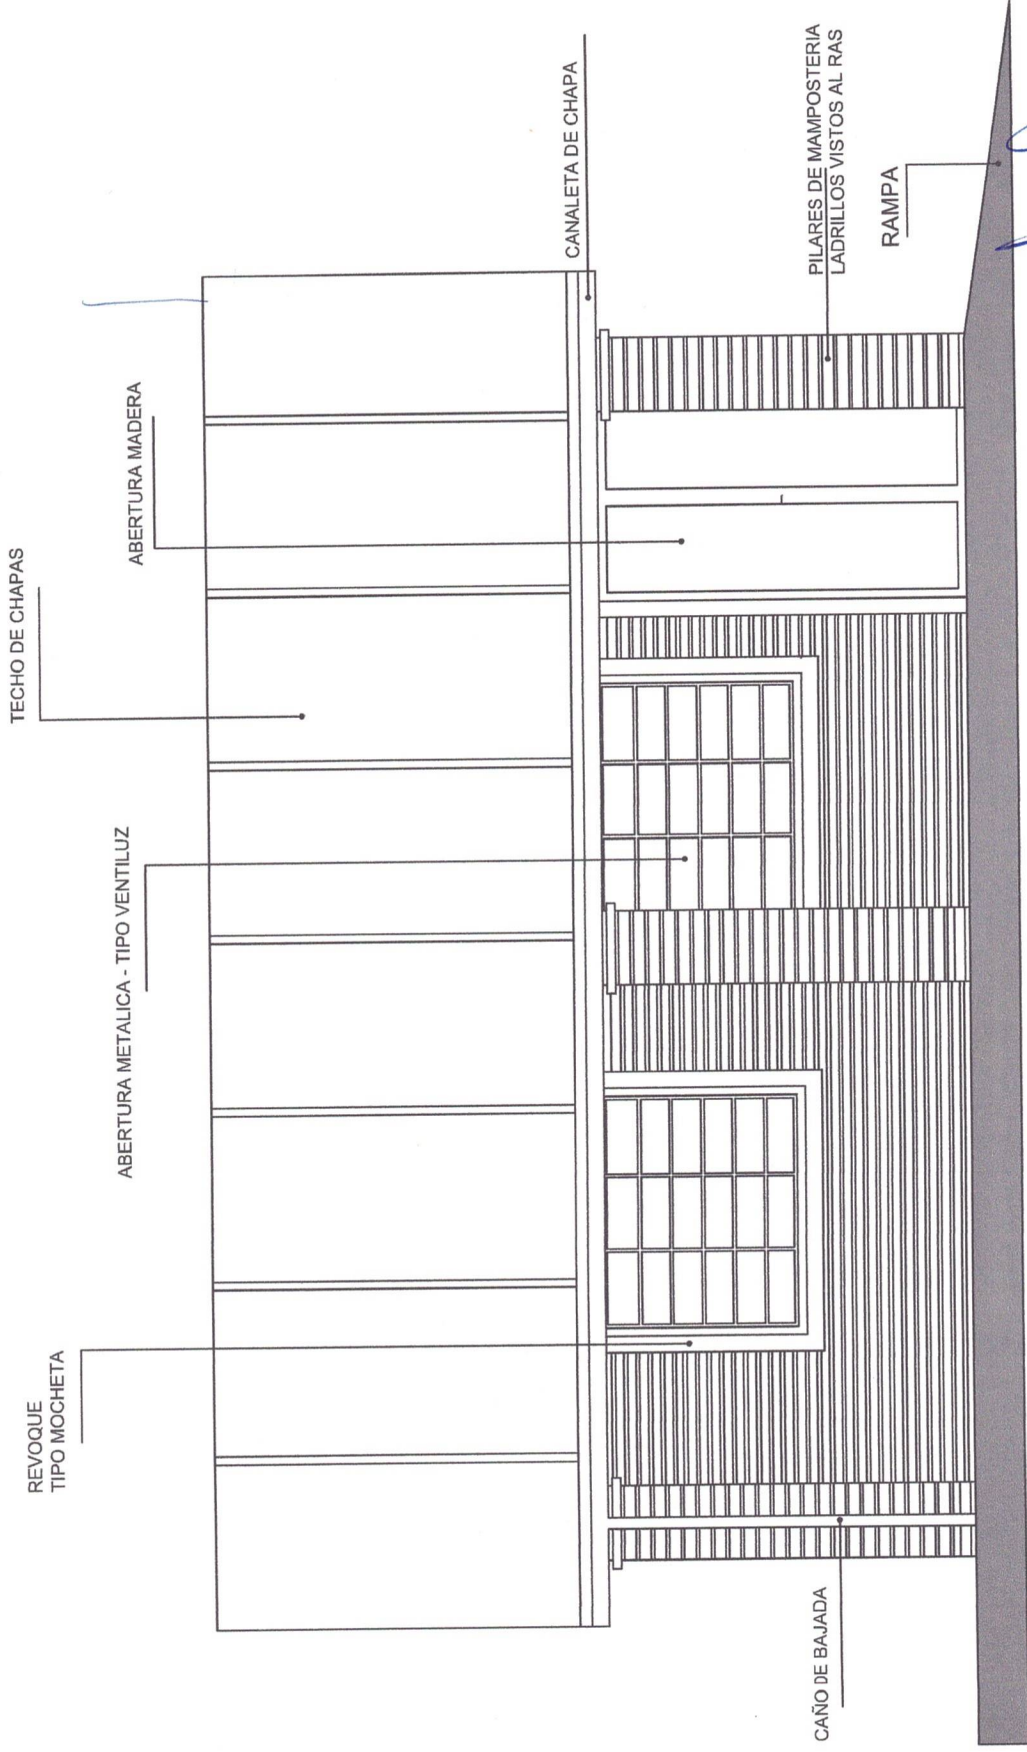 REVOQUE
TIPO MOCHETA
ABERTURA METALICA - TIPO VENTILUZ
TECHO DE CHAPAS
ABERTURA MADERA
CANALETA DE CHAPA
PILARES DE MAMPOSTERIA
LADRILLOS VISTOS AL RAS
RAMPA
CAÑO DE BAJADA